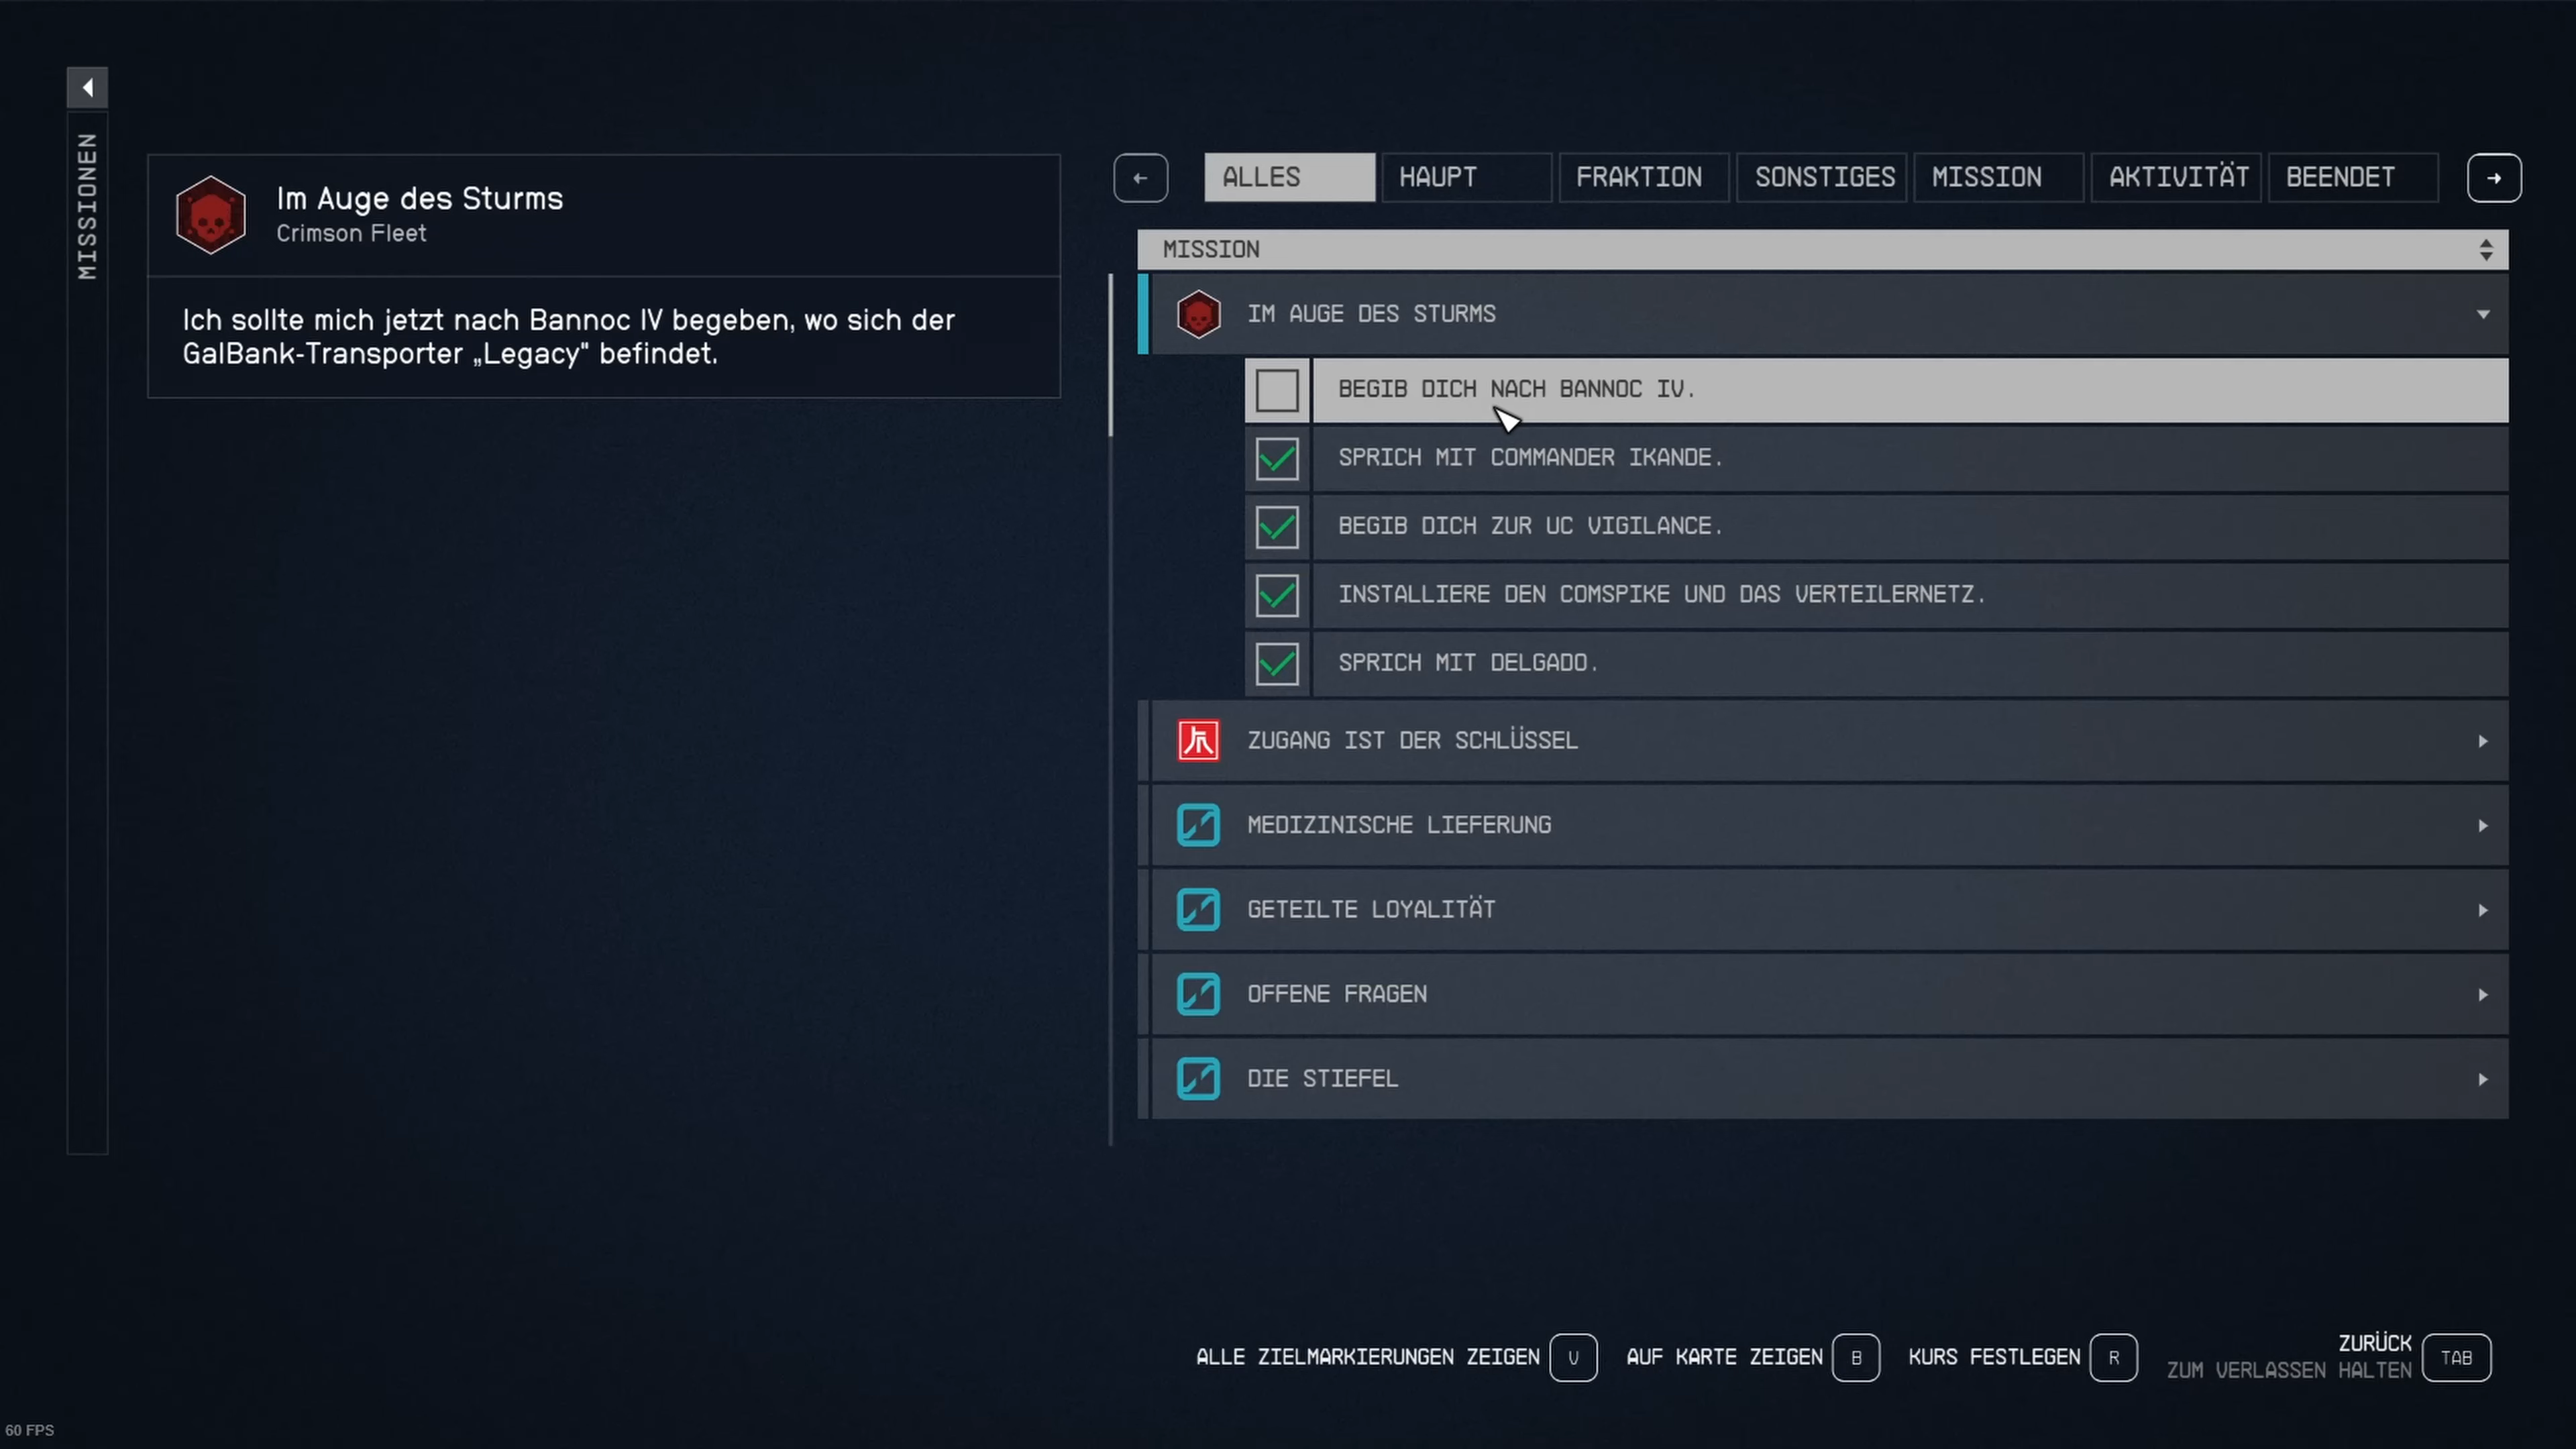 MISSIONEN
Im Auge des Sturms
Crimson Fleet
Ich sollte mich jetzt nach Bannoc IV begeben, wo sich der
GalBank-Transporter „Legacy" befindet.
ALLES
HAUPT
FRAKTION
SONSTIGES
MISSION
AKTIVITÄT
BEENDET
MISSION
IM AUGE DES STURMS
BEGIB DICH NACH BANNOC IV.
SPRICH MIT COMMANDER IKANDE.
BEGIB DICH ZUR UC VIGILANCE.
INSTALLIERE DEN COMSPIKE UND DAS VERTEILERNETZ.
SPRICH MIT DELGADO.
ZUGANG IST DER SCHLÜSSEL
MEDIZINISCHE LIEFERUNG
GETEILTE LOYALITÄT
OFFENE FRAGEN
DIE STIEFEL
ALLE ZIELMARKIERUNGEN ZEIGEN V
AUF KARTE ZEIGEN B
KURS FESTLEGEN R
ZURÜCK
ZUM VERLASSEN HALTEN
TAB
60 FPS